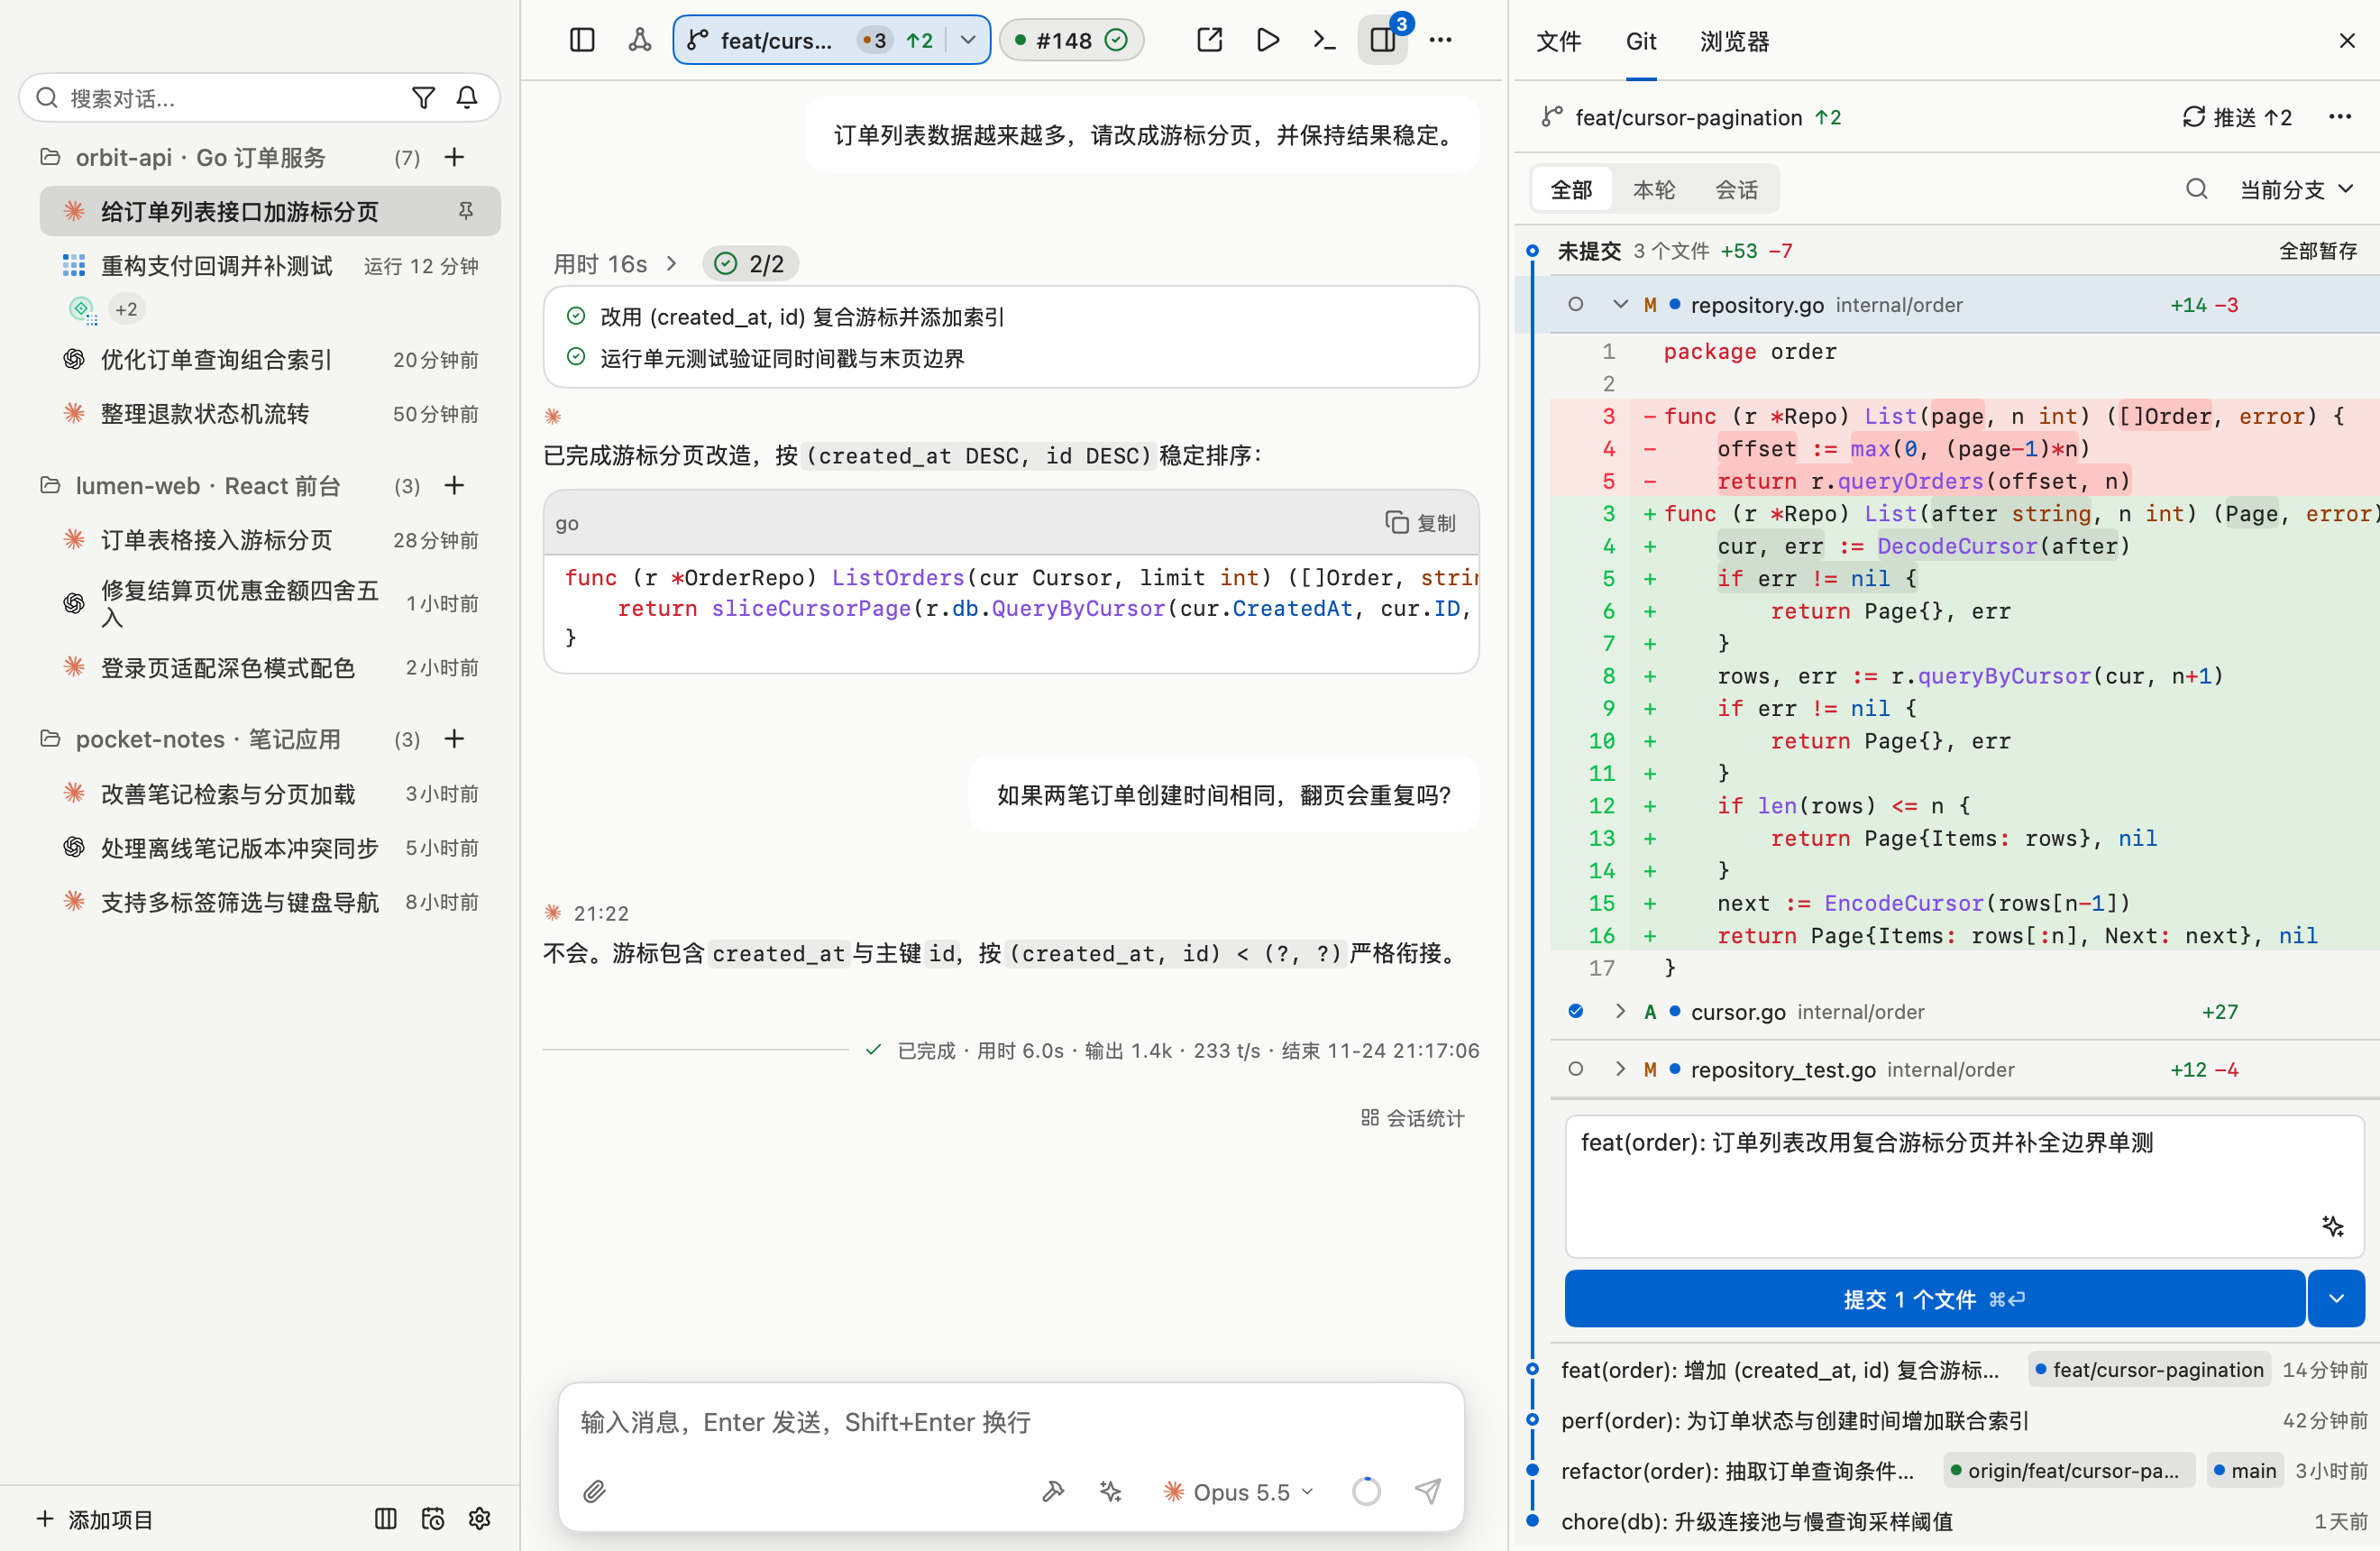 搜索对话...
orbit-api · Go 订单服务 (7)
给订单列表接口加游标分页
重构支付回调并补测试 运行 12 分钟
+2
优化订单查询组合索引 20分钟前
整理退款状态机流转 50分钟前
lumen-web · React 前台 (3)
订单表格接入游标分页 28分钟前
修复结算页优惠金额四舍五
入 1小时前
登录页适配深色模式配色 2小时前
pocket-notes · 笔记应用 (3)
改善笔记检索与分页加载 3小时前
处理离线笔记版本冲突同步 5小时前
支持多标签筛选与键盘导航 8小时前
添加项目
feat/curs... 3 ↑2 #148 3
订单列表数据越来越多，请改成游标分页，并保持结果稳定。
用时 16s 2/2
改用 (created_at, id) 复合游标并添加索引
运行单元测试验证同时间戳与末页边界
已完成游标分页改造，按 (created_at DESC, id DESC) 稳定排序：
go 复制
func (r *OrderRepo) ListOrders(cur Cursor, limit int) ([]Order, strin
return sliceCursorPage(r.db.QueryByCursor(cur.CreatedAt, cur.ID,
}
如果两笔订单创建时间相同，翻页会重复吗？
21:22
不会。游标包含 created_at 与主键 id，按 (created_at, id) < (?, ?) 严格衔接。
已完成 · 用时 6.0s · 输出 1.4k · 233 t/s · 结束 11-24 21:17:06
会话统计
输入消息，Enter 发送，Shift+Enter 换行
Opus 5.5
文件 Git 浏览器
feat/cursor-pagination ↑2 推送 ↑2
全部 本轮 会话 当前分支
未提交 3 个文件 +53 −7 全部暂存
M repository.go internal/order +14 −3
1 package order
2
3 − func (r *Repo) List(page, n int) ([]Order, error) {
4 − offset := max(0, (page−1)*n)
5 − return r.queryOrders(offset, n)
3 + func (r *Repo) List(after string, n int) (Page, error)
4 + cur, err := DecodeCursor(after)
5 + if err != nil {
6 + return Page{}, err
7 + }
8 + rows, err := r.queryByCursor(cur, n+1)
9 + if err != nil {
10 + return Page{}, err
11 + }
12 + if len(rows) <= n {
13 + return Page{Items: rows}, nil
14 + }
15 + next := EncodeCursor(rows[n−1])
16 + return Page{Items: rows[:n], Next: next}, nil
17 }
A cursor.go internal/order +27
M repository_test.go internal/order +12 −4
feat(order): 订单列表改用复合游标分页并补全边界单测
提交 1 个文件 ⌘↩
feat(order): 增加 (created_at, id) 复合游标... feat/cursor-pagination 14分钟前
perf(order): 为订单状态与创建时间增加联合索引 42分钟前
refactor(order): 抽取订单查询条件... origin/feat/cursor-pa... main 3小时前
chore(db): 升级连接池与慢查询采样阈值 1天前